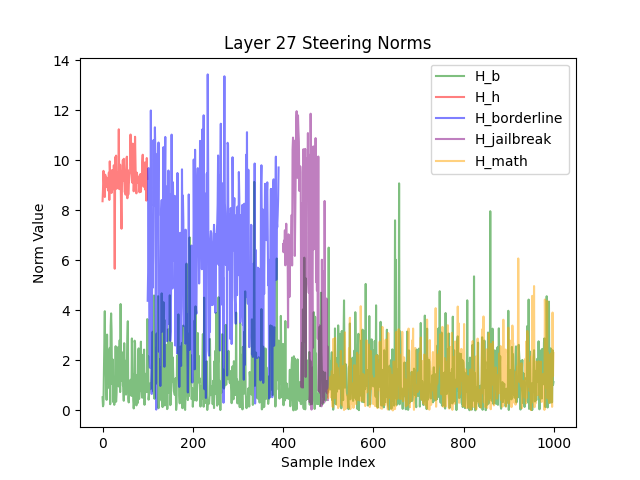 Layer 27 Steering Norms
Norm Value
14
12
10
8
6
4
2
0
H_b
H_h
H_borderline
H_jailbreak
H_math
0 200 400 600 800 1000
Sample Index